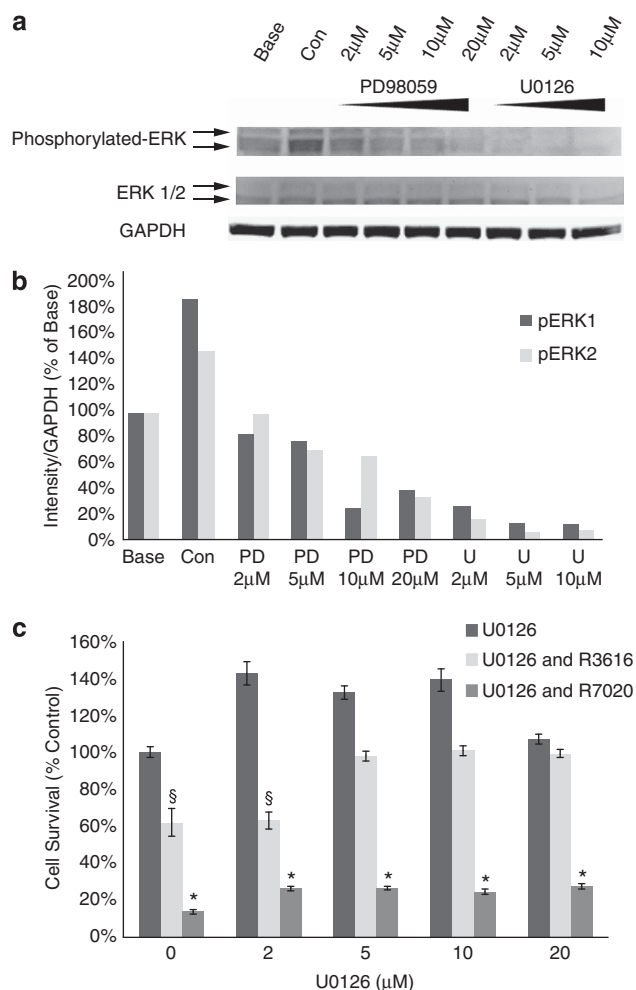 a
Base Con 2μM 5μM 10μM 20μM 2μM 5μM 10μM
PD98059 U0126
Phosphorylated-ERK
ERK 1/2
GAPDH
b
Intensity/GAPDH (% of Base)
200%
180%
160%
140%
120%
100%
80%
60%
40%
20%
0%
pERK1
pERK2
Base Con PD PD PD PD U U U
2μM 5μM 10μM 20μM 2μM 5μM 10μM
c
Cell Survival (% Control)
160%
140%
120%
100%
80%
60%
40%
20%
0%
U0126
U0126 and R3616
U0126 and R7020
§ §
* * * * *
0 2 5 10 20
U0126 (μM)